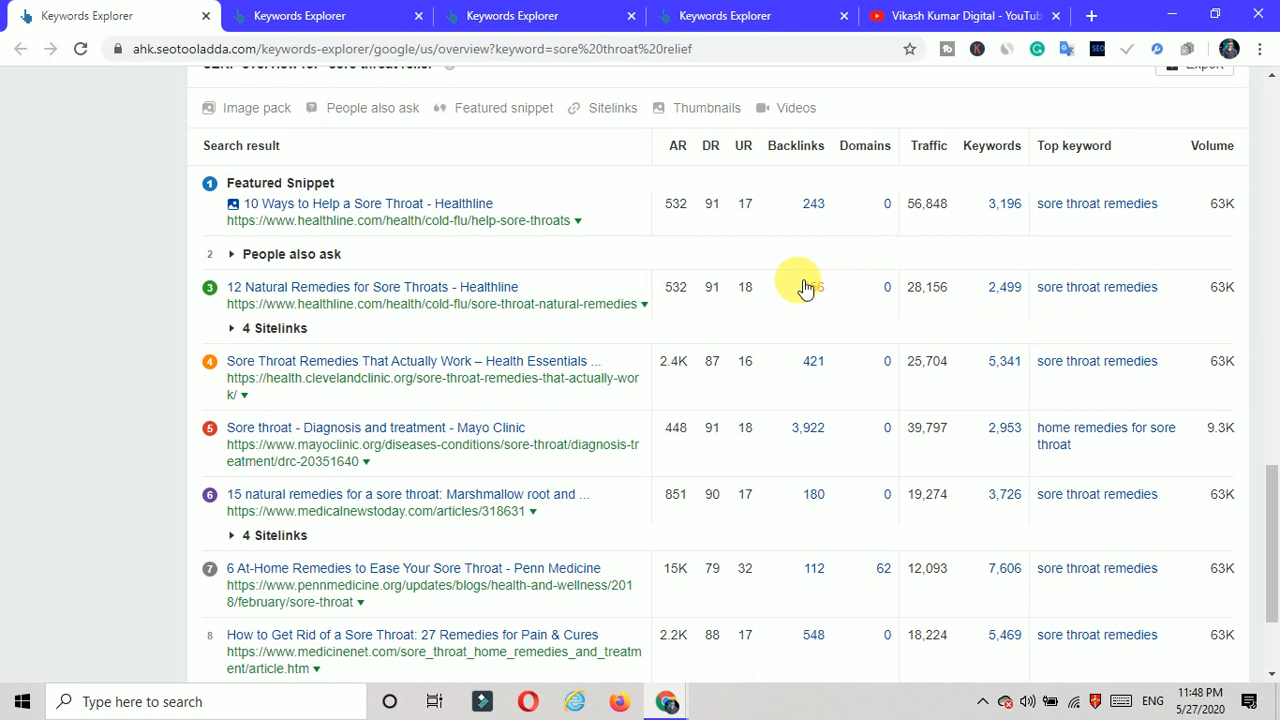 Keywords Explorer
Keywords Explorer
Keywords Explorer
Keywords Explorer
Vikash Kumar Digital - YouTube
ahk.seotooladda.com/keywords-explorer/google/us/overview?keyword=sore%20throat%20relief
SERP overview for "sore throat relief"
Export
Image pack People also ask Featured snippet Sitelinks Thumbnails Videos
Search result AR DR UR Backlinks Domains Traffic Keywords Top keyword Volume
1 Featured Snippet
10 Ways to Help a Sore Throat - Healthline 532 91 17 243 0 56,848 3,196 sore throat remedies 63K
https://www.healthline.com/health/cold-flu/help-sore-throats
2 People also ask
3 12 Natural Remedies for Sore Throats - Healthline 532 91 18 0 28,156 2,499 sore throat remedies 63K
https://www.healthline.com/health/cold-flu/sore-throat-natural-remedies
4 Sitelinks
4 Sore Throat Remedies That Actually Work – Health Essentials ... 2.4K 87 16 421 0 25,704 5,341 sore throat remedies 63K
https://health.clevelandclinic.org/sore-throat-remedies-that-actually-wor
k/
5 Sore throat - Diagnosis and treatment - Mayo Clinic 448 91 18 3,922 0 39,797 2,953 home remedies for sore 9.3K
https://www.mayoclinic.org/diseases-conditions/sore-throat/diagnosis-tr throat
eatment/drc-20351640
6 15 natural remedies for a sore throat: Marshmallow root and ... 851 90 17 180 0 19,274 3,726 sore throat remedies 63K
https://www.medicalnewstoday.com/articles/318631
4 Sitelinks
7 6 At-Home Remedies to Ease Your Sore Throat - Penn Medicine 15K 79 32 112 62 12,093 7,606 sore throat remedies 63K
https://www.pennmedicine.org/updates/blogs/health-and-wellness/201
8/february/sore-throat
8 How to Get Rid of a Sore Throat: 27 Remedies for Pain & Cures 2.2K 88 17 548 0 18,224 5,469 sore throat remedies 63K
https://www.medicinenet.com/sore_throat_home_remedies_and_treatm
ent/article.htm
Type here to search
ENG
11:48 PM
5/27/2020